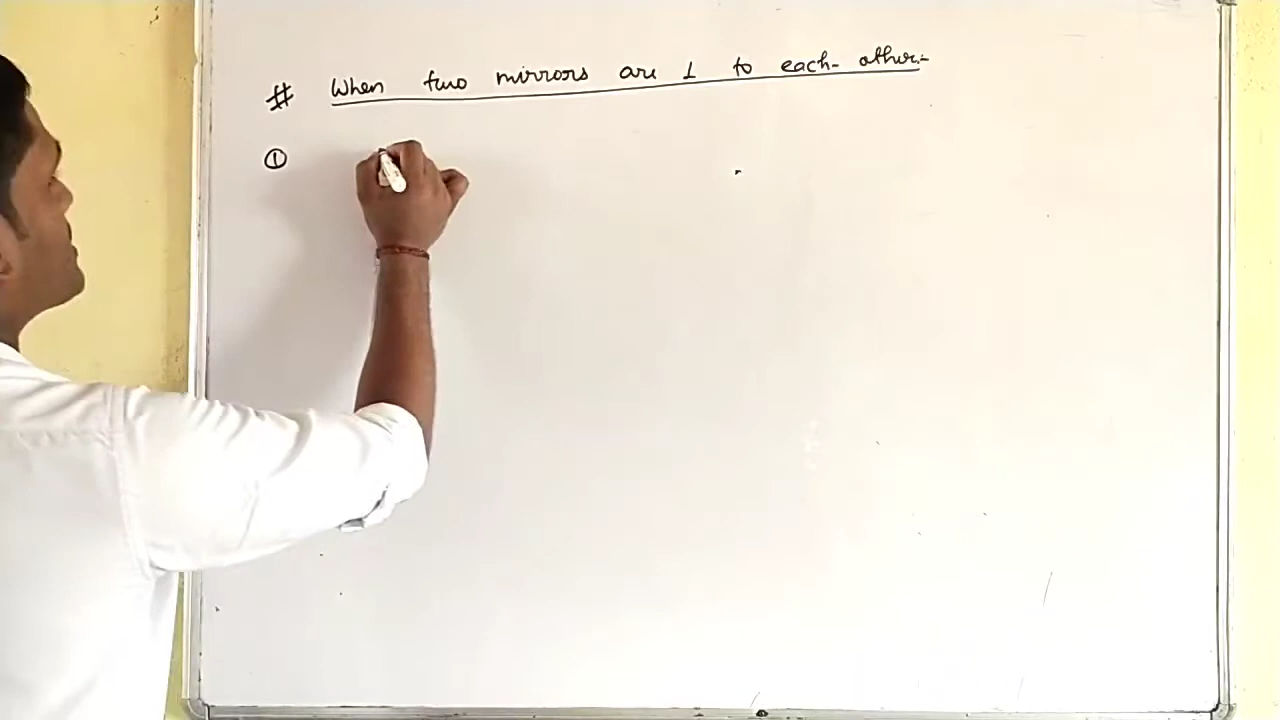 # When two mirrors are ⊥ to each- other:-
①